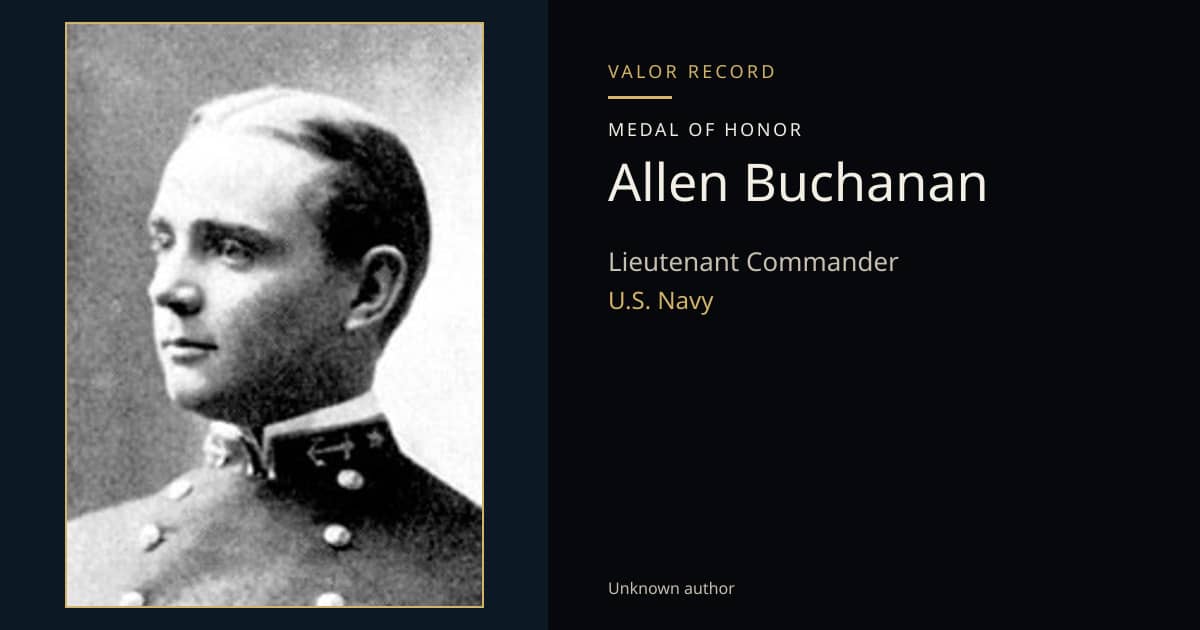 VALOR RECORD
MEDAL OF HONOR
Allen Buchanan
Lieutenant Commander
U.S. Navy
Unknown author